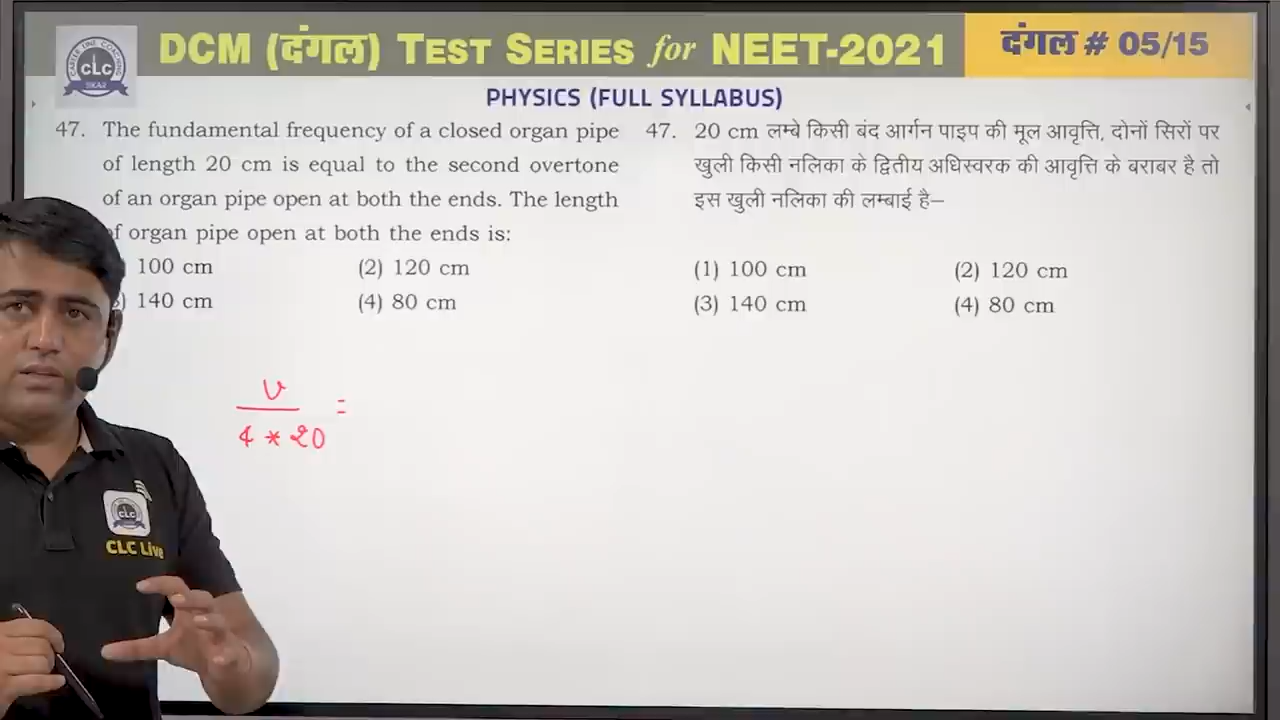 DCM (दंगल) TEST SERIES for NEET-2021
दंगल # 05/15
CLC
SIKAR
PHYSICS (FULL SYLLABUS)
47. The fundamental frequency of a closed organ pipe
of length 20 cm is equal to the second overtone
of an organ pipe open at both the ends. The length
of organ pipe open at both the ends is:
100 cm (2) 120 cm
140 cm (4) 80 cm
47. 20 cm लम्बे किसी बंद आर्गन पाइप की मूल आवृत्ति, दोनों सिरों पर
खुली किसी नलिका के द्वितीय अधिस्वरक की आवृत्ति के बराबर है तो
इस खुली नलिका की लम्बाई है–
(1) 100 cm (2) 120 cm
(3) 140 cm (4) 80 cm
v
4 * 20 =
CLC
CLC Live